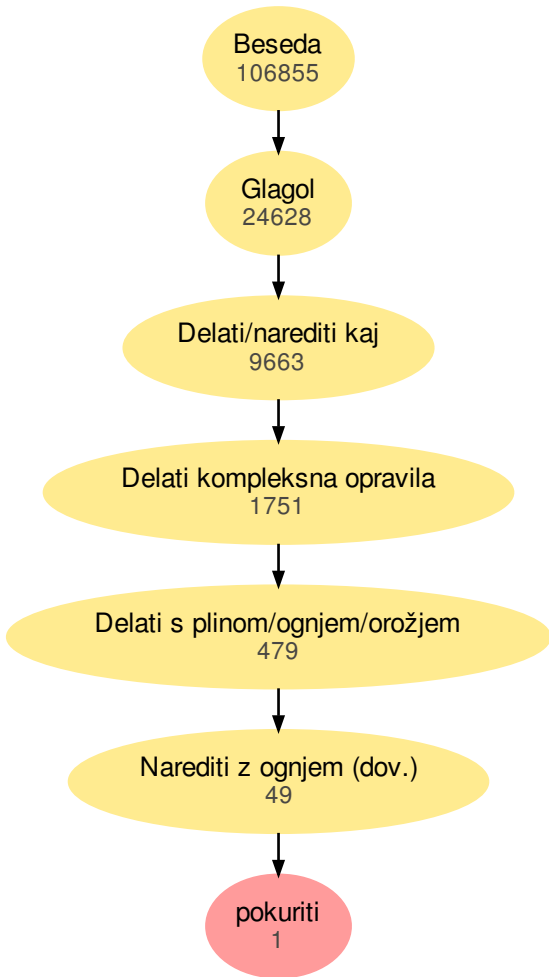 Beseda
106855
Glagol
24628
Delati/narediti kaj
9663
Delati kompleksna opravila
1751
Delati s plinom/ognjem/orožjem
479
Narediti z ognjem (dov.)
49
pokuriti
1